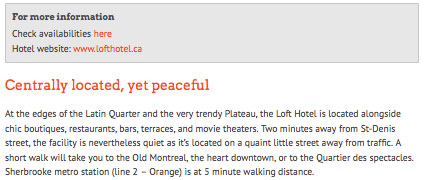 For more information
Check availabilities here
Hotel website: www.lofthotel.ca
Centrally located, yet peaceful
At the edges of the Latin Quarter and the very trendy Plateau, the Loft Hotel is located alongside
chic boutiques, restaurants, bars, terraces, and movie theaters. Two minutes away from St-Denis
street, the facility is nevertheless quiet as it's located on a quaint little street away from traffic. A
short walk will take you to the Old Montreal, the heart downtown, or to the Quartier des spectacles.
Sherbrooke metro station (line 2 – Orange) is at 5 minute walking distance.